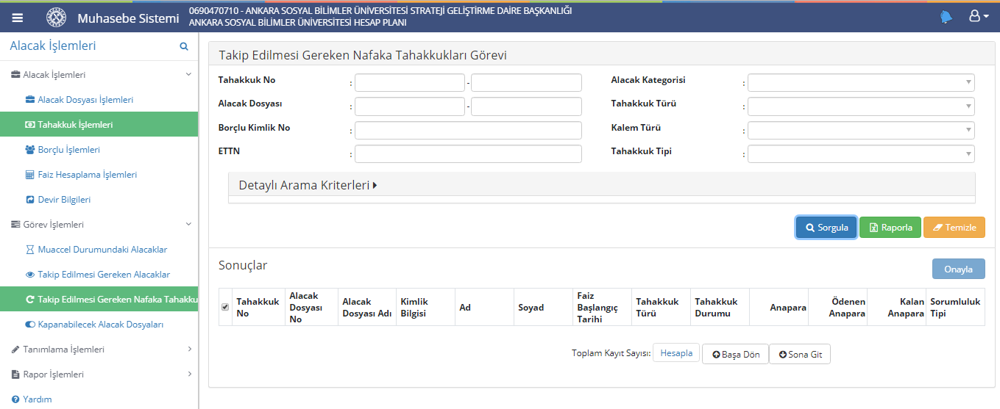 Muhasebe Sistemi
0690470710 - ANKARA SOSYAL BİLİMLER ÜNİVERSİTESİ STRATEJİ GELİŞTİRME DAİRE BAŞKANLIĞI
ANKARA SOSYAL BİLİMLER ÜNİVERSİTESİ HESAP PLANI
Alacak İşlemleri
Alacak İşlemleri
Alacak Dosyası İşlemleri
Tahakkuk İşlemleri
Borçlu İşlemleri
Faiz Hesaplama İşlemleri
Devir Bilgileri
Görev İşlemleri
Muaccel Durumundaki Alacaklar
Takip Edilmesi Gereken Alacaklar
Takip Edilmesi Gereken Nafaka Tahakku
Kapanabilecek Alacak Dosyaları
Tanımlama İşlemleri
Rapor İşlemleri
Yardım
Takip Edilmesi Gereken Nafaka Tahakkukları Görevi
Tahakkuk No : - Alacak Kategorisi :
Alacak Dosyası : - Tahakkuk Türü :
Borçlu Kimlik No : Kalem Türü :
ETTN : Tahakkuk Tipi :
Detaylı Arama Kriterleri
Sorgula Raporla Temizle
Sonuçlar
Onayla
Tahakkuk No
Alacak Dosyası No
Alacak Dosyası Adı
Kimlik Bilgisi
Ad
Soyad
Faiz Başlangıç Tarihi
Tahakkuk Türü
Tahakkuk Durumu
Anapara
Ödenen Anapara
Kalan Anapara
Sorumluluk Tipi
Toplam Kayıt Sayısı: Hesapla Başa Dön Sona Git